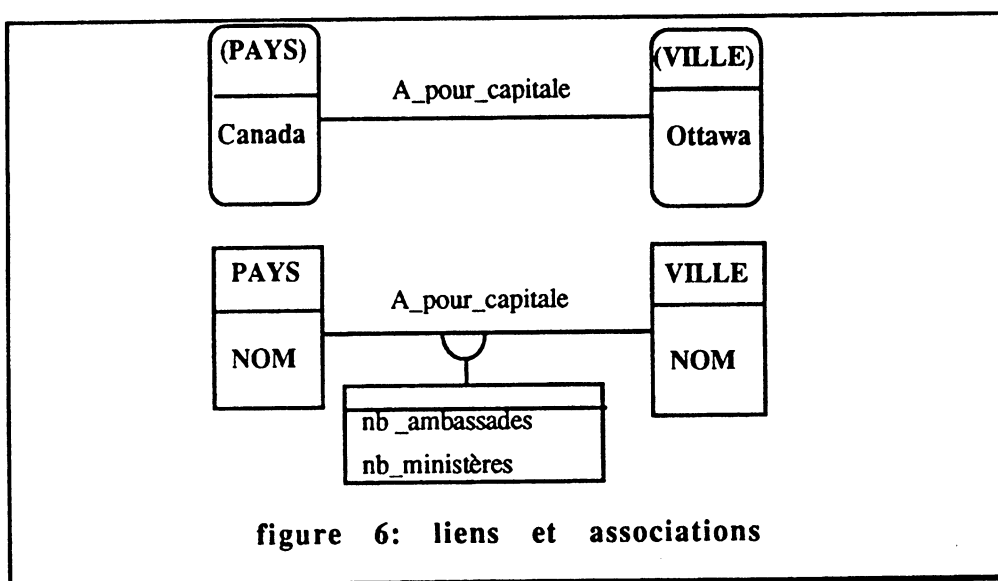 (PAYS)
(VILLE)
A_pour_capitale
Canada
Ottawa
PAYS
VILLE
A_pour_capitale
NOM
NOM
nb _ambassades
nb_ministères
figure 6: liens et associations